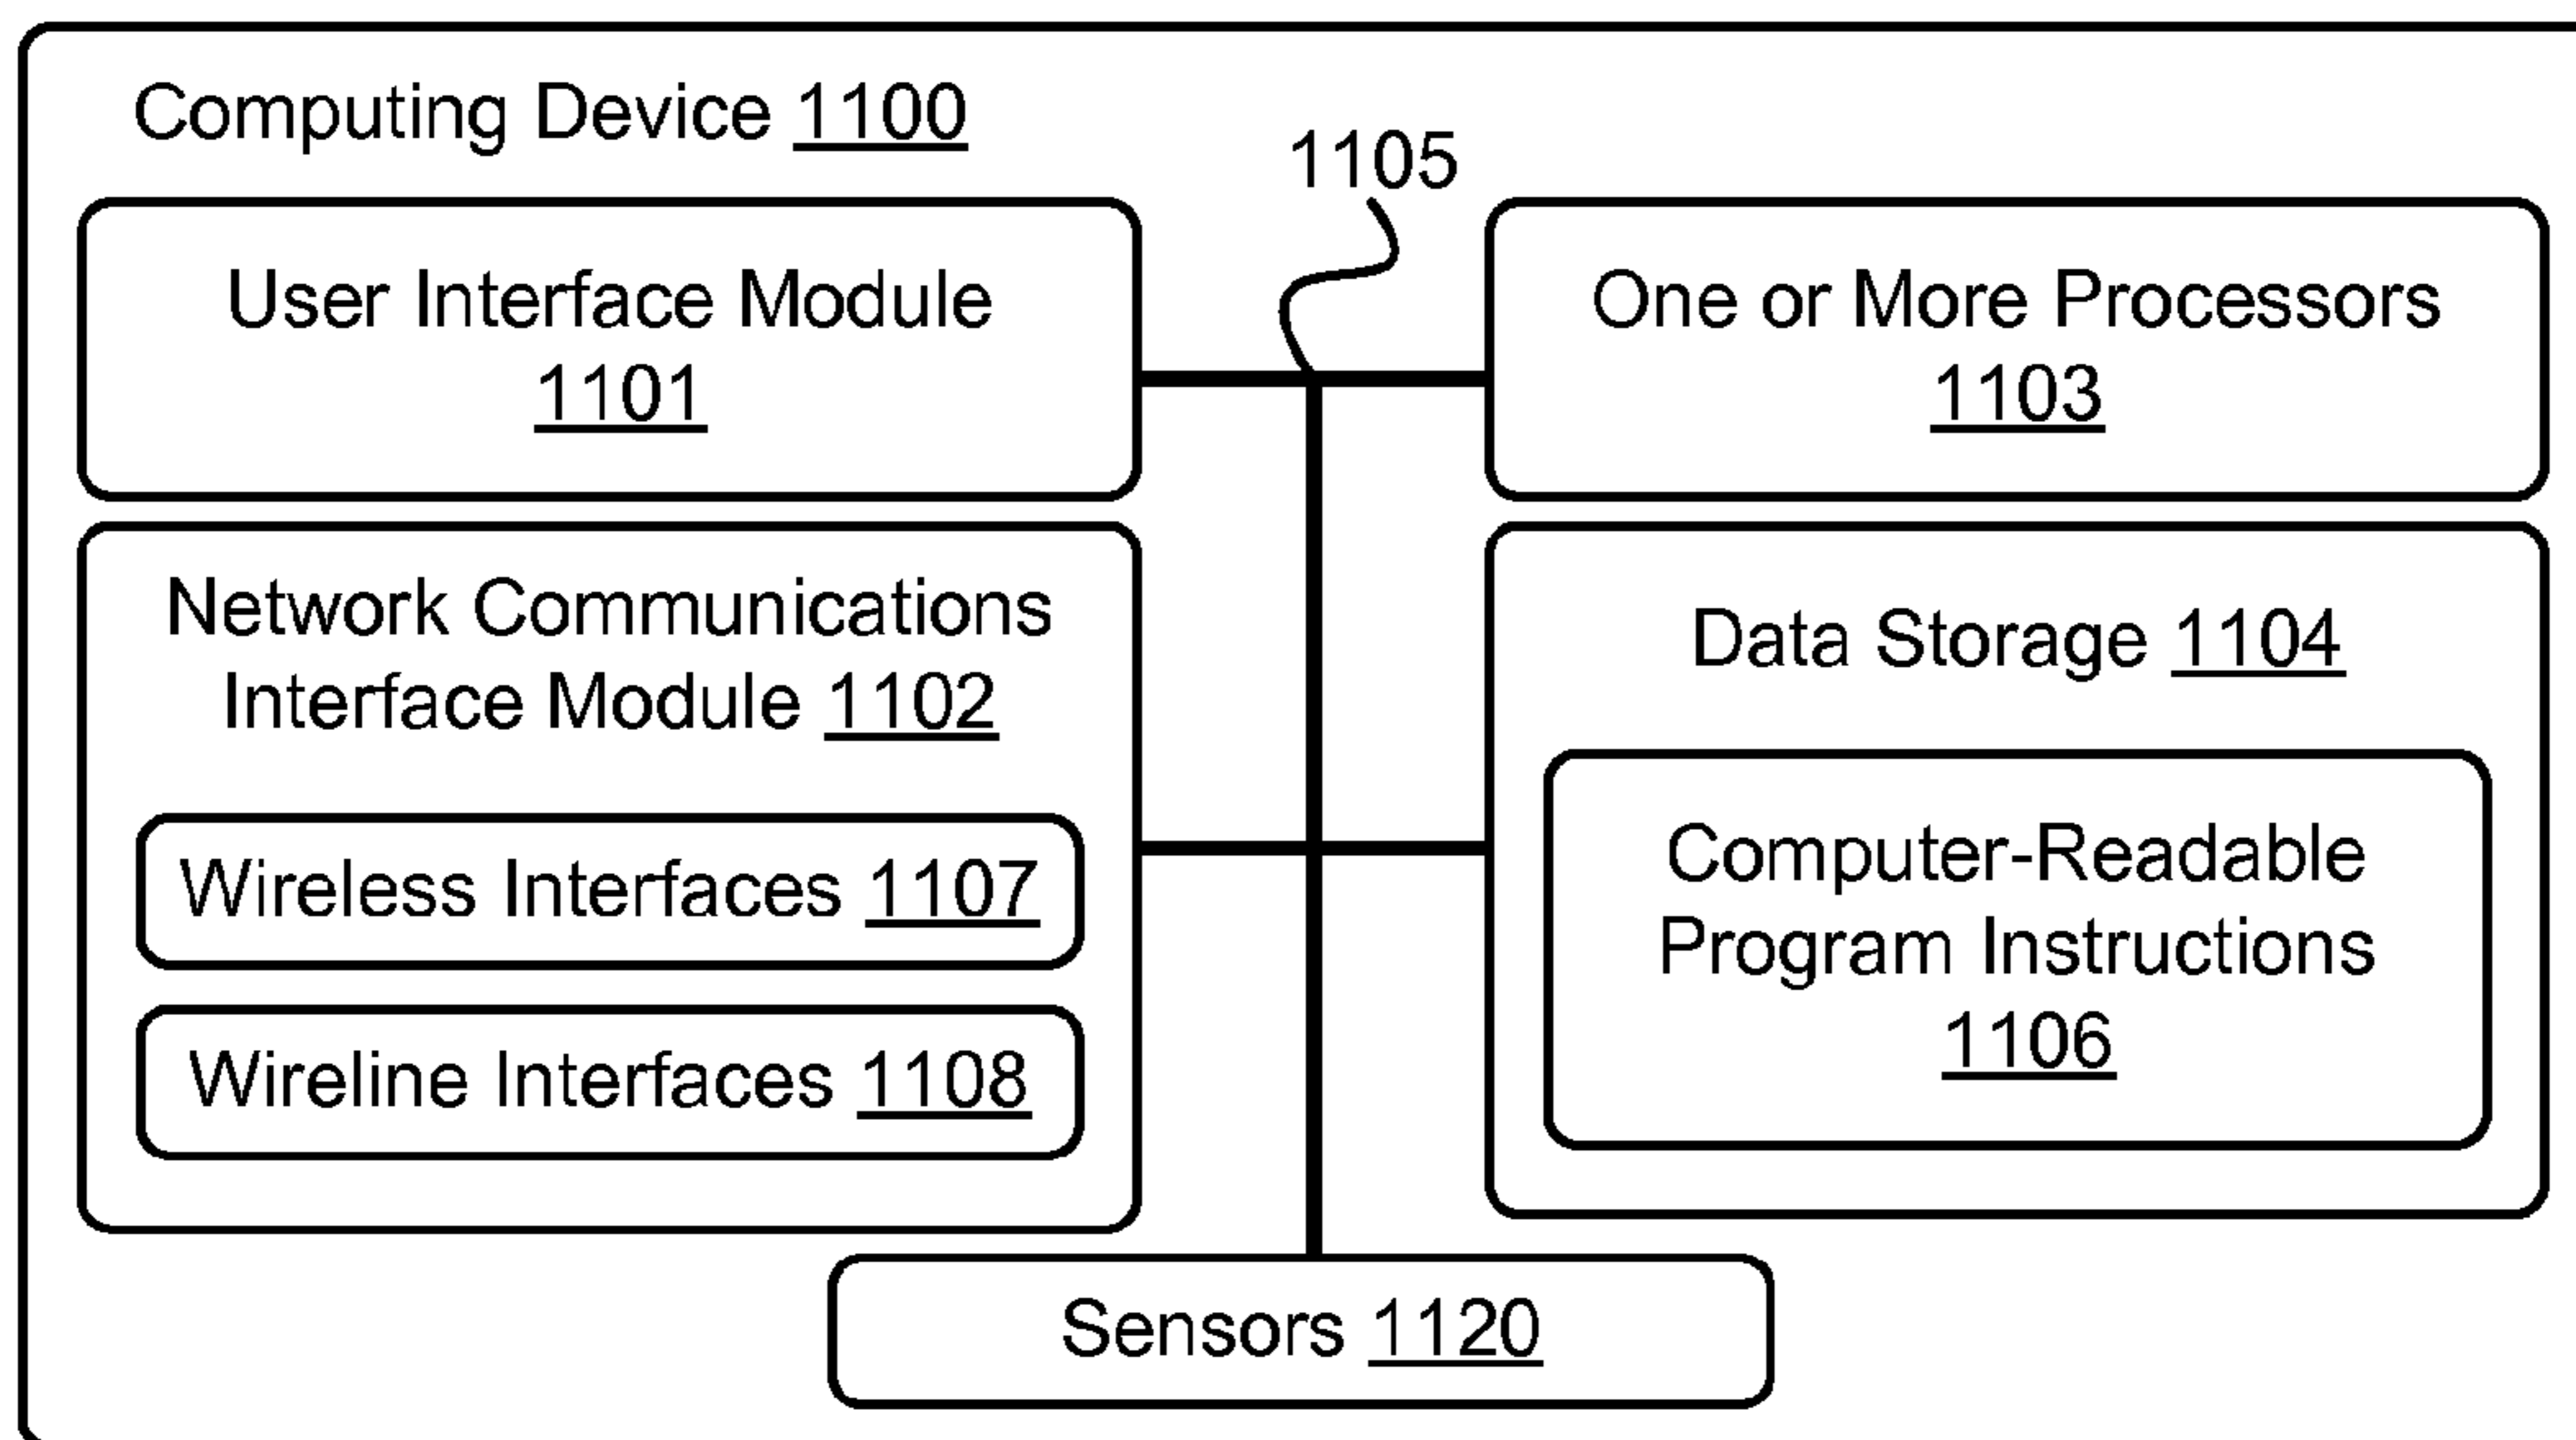 Computing Device 1100
1105
User Interface Module
1101
One or More Processors
1103
Network Communications
Interface Module 1102
Wireless Interfaces 1107
Wireline Interfaces 1108
Data Storage 1104
Computer-Readable
Program Instructions
1106
Sensors 1120